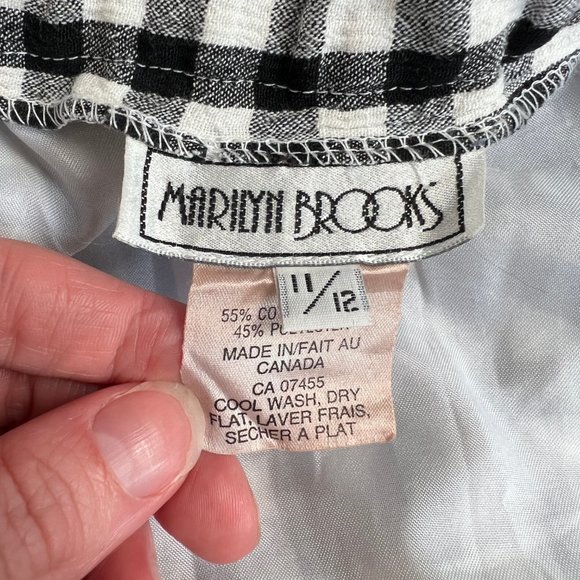 MARILYN BROOKS
11/12
55% CO
45% POLYESTER
MADE IN/FAIT AU
CANADA
CA 07455
COOL WASH, DRY
FLAT, LAVER FRAIS,
SECHER A PLAT